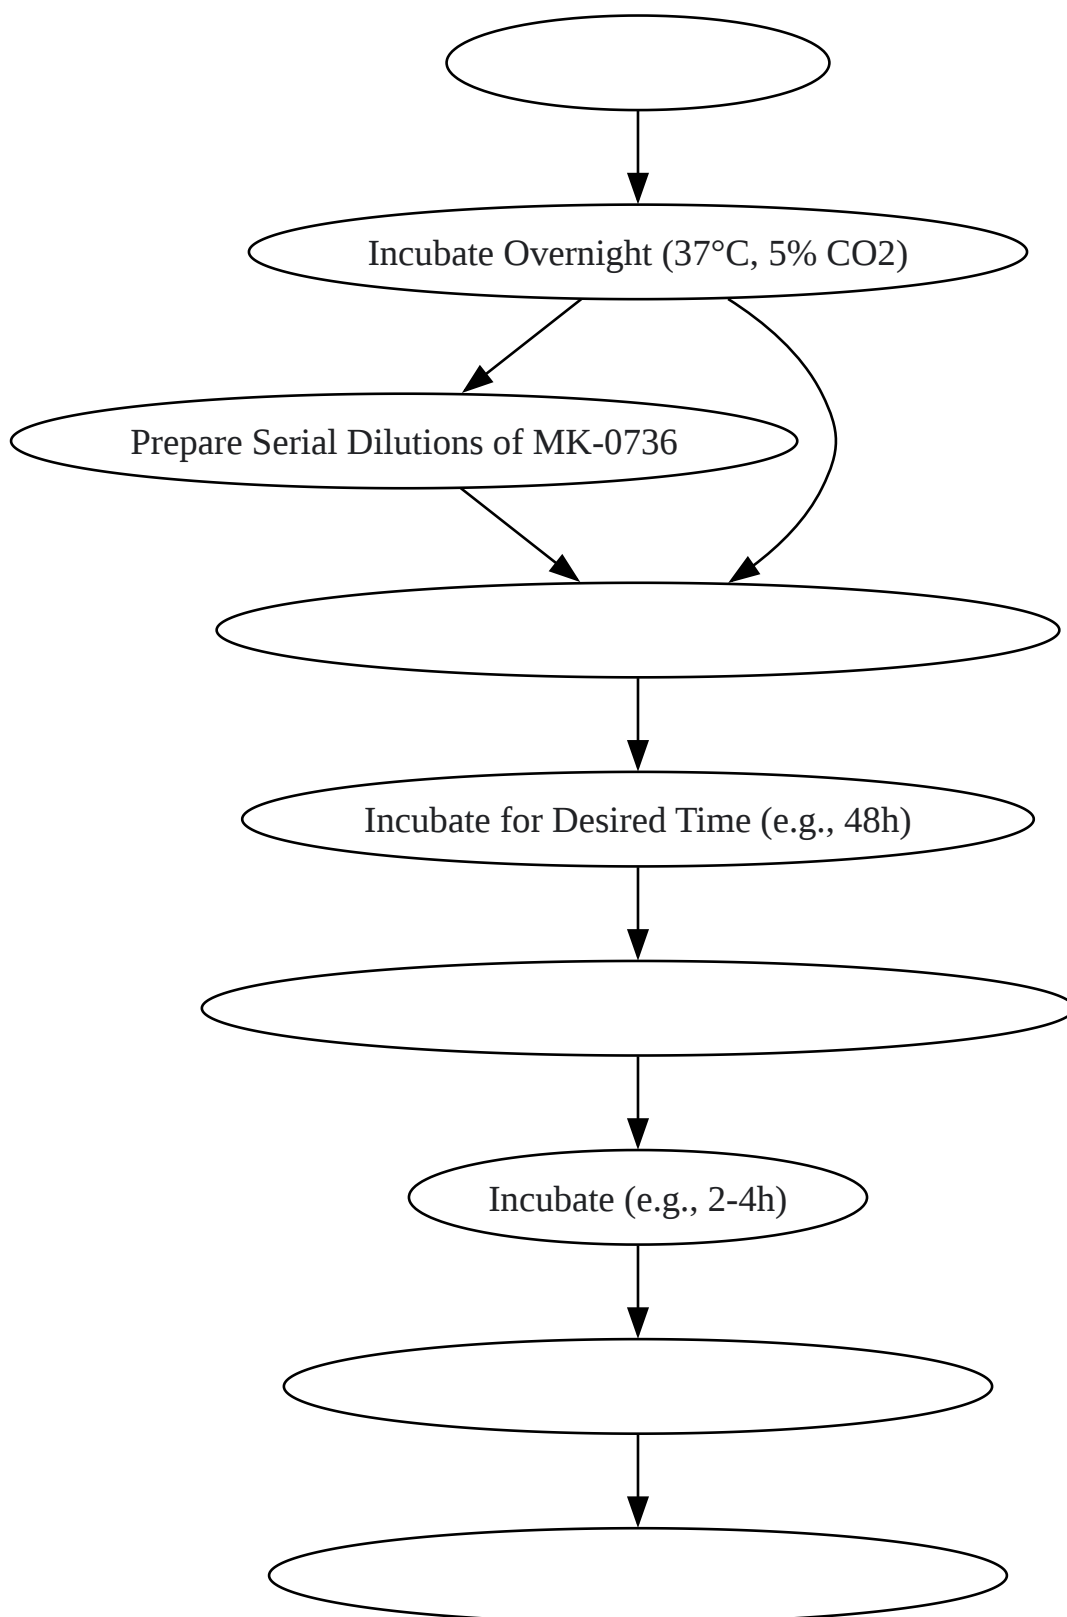 Incubate Overnight (37°C, 5% CO2)
Prepare Serial Dilutions of MK-0736
Incubate for Desired Time (e.g., 48h)
Incubate (e.g., 2-4h)